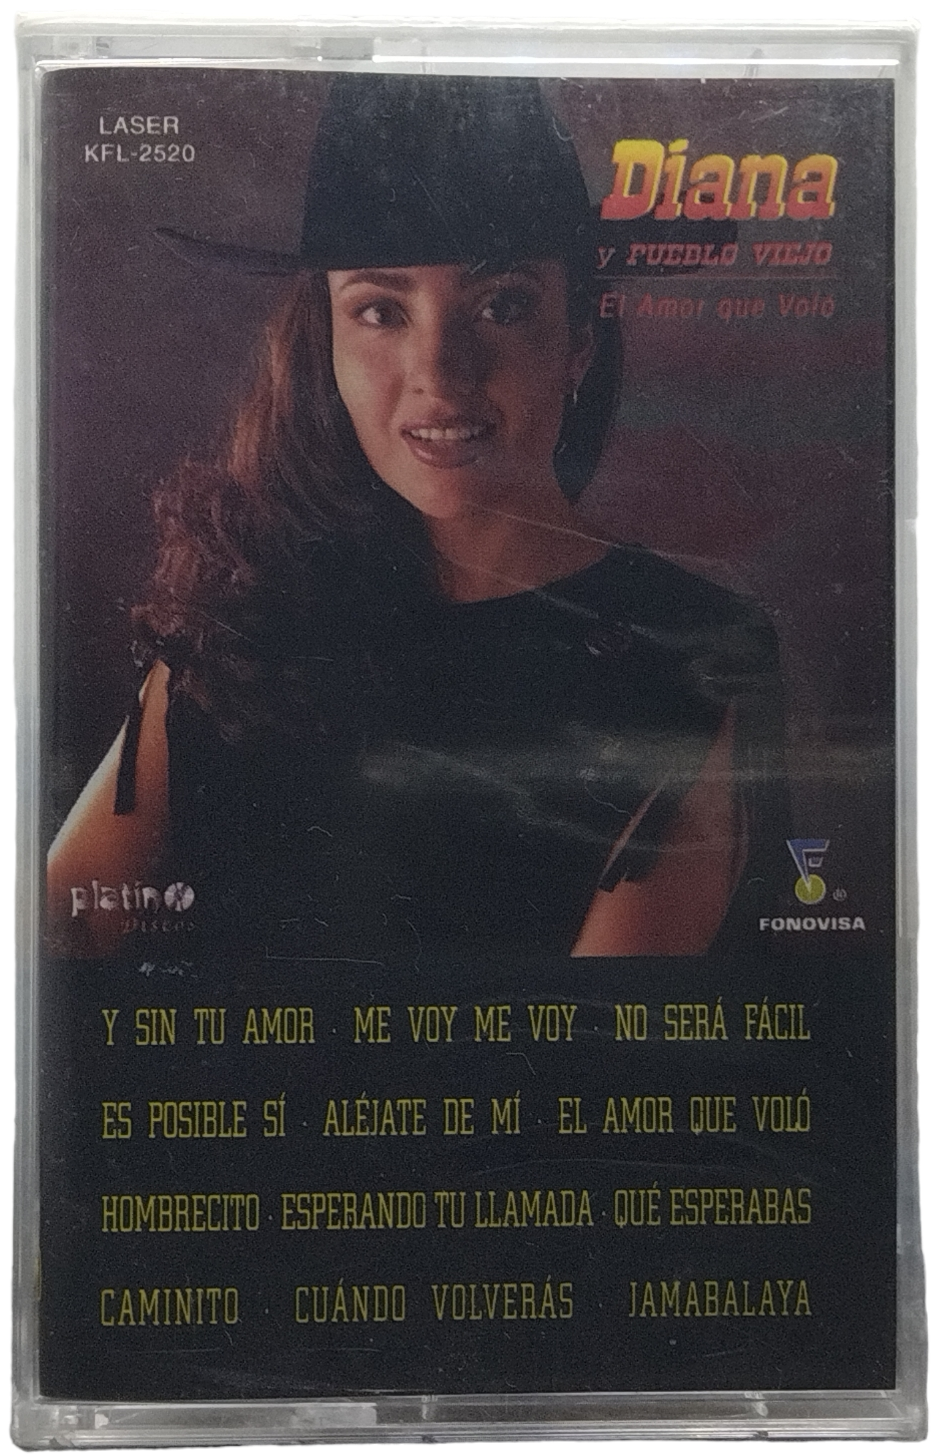 LASER
KFL-2520
Diana
y PUEBLO VIEJO
El Amor que Voló
platino
Discos
FONOVISA
Y SIN TU AMOR · ME VOY ME VOY · NO SERÁ FÁCIL
ES POSIBLE SÍ · ALÉJATE DE MÍ · EL AMOR QUE VOLÓ
HOMBRECITO · ESPERANDO TU LLAMADA · QUÉ ESPERABAS
CAMINITO · CUÁNDO VOLVERÁS · JAMABALAYA